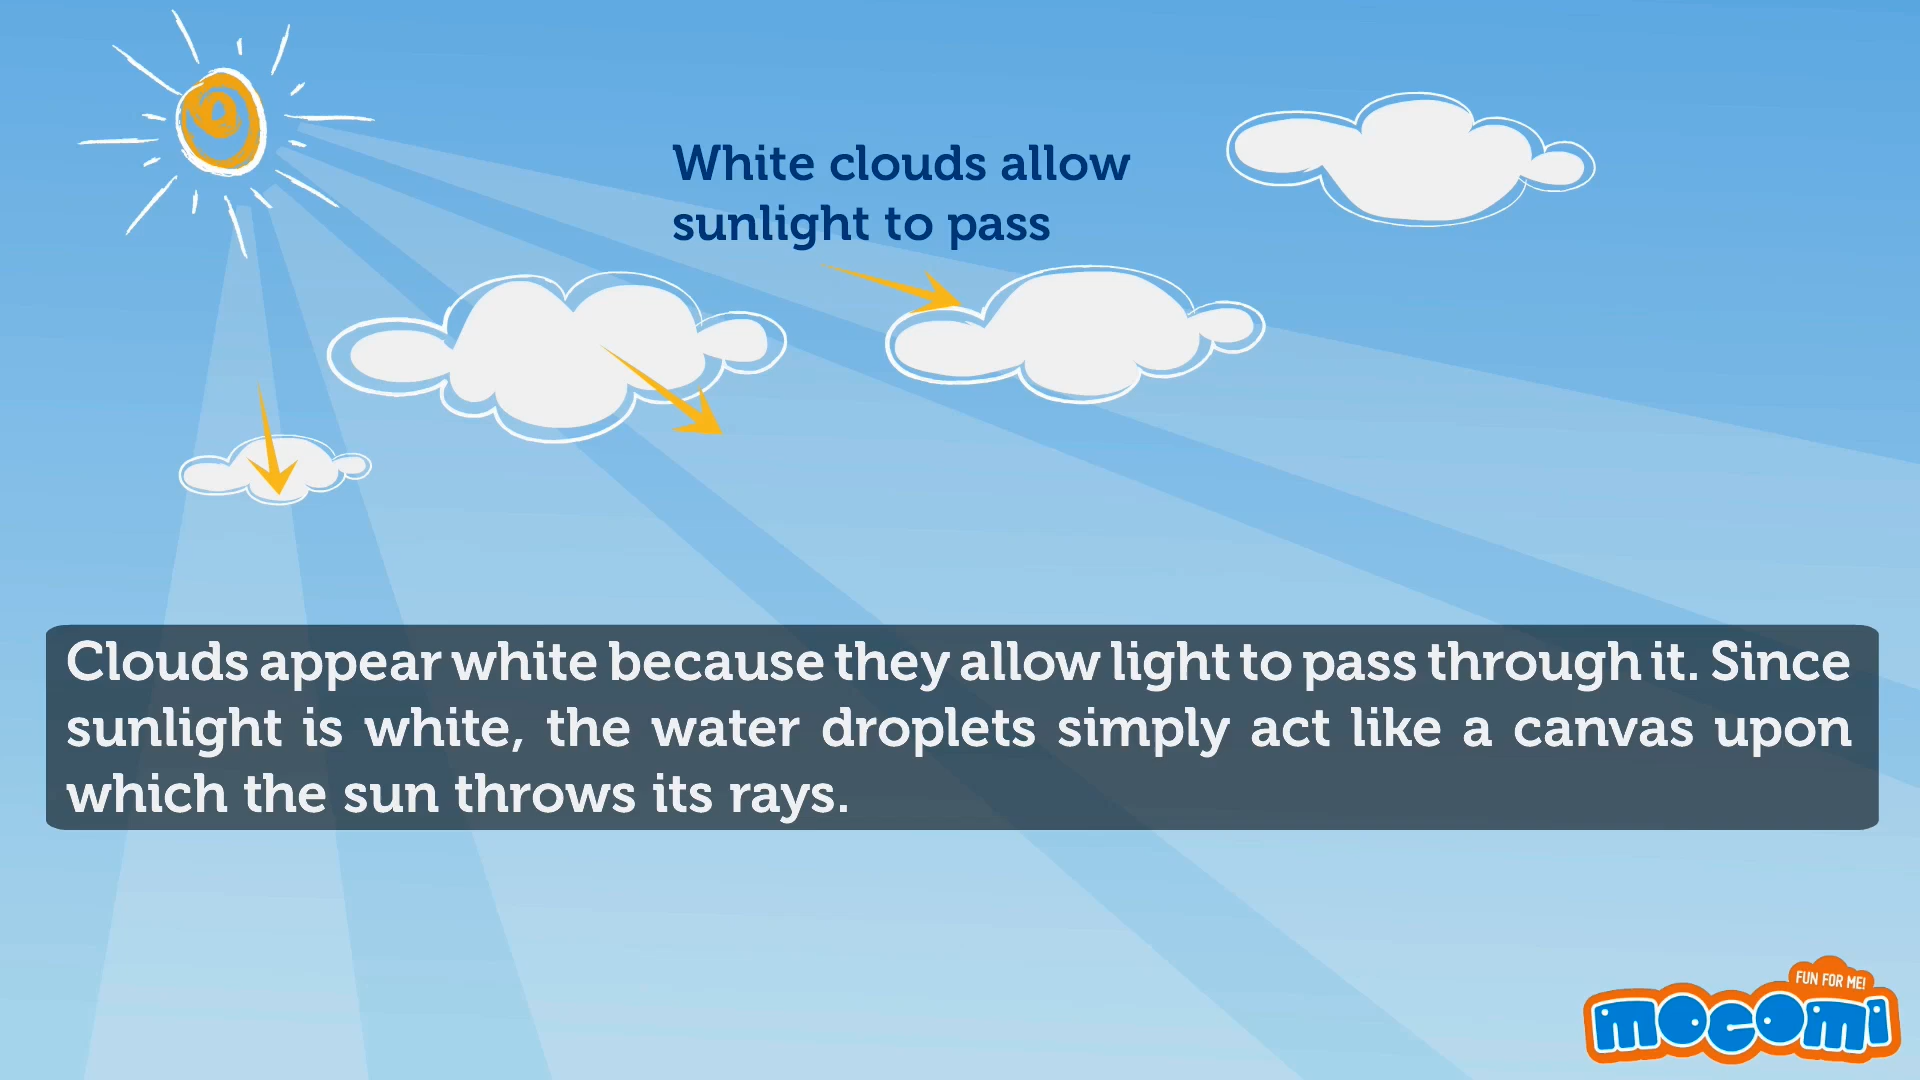 White clouds allow
sunlight to pass
Clouds appear white because they allow light to pass through it. Since
sunlight is white, the water droplets simply act like a canvas upon
which the sun throws its rays.
FUN FOR ME!
mocomi